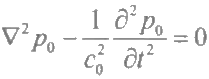 ∇²p₀ − (1/c₀²) ∂²p₀/∂t² = 0